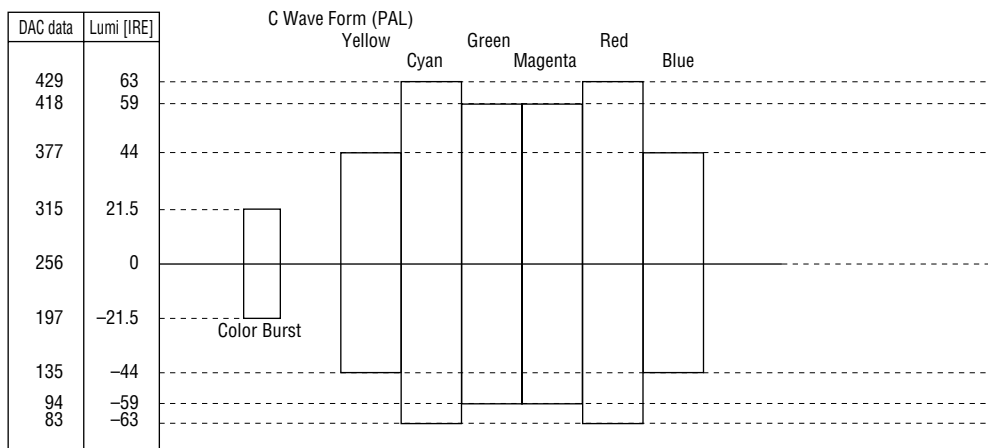 C Wave Form (PAL)
DAC data Lumi [IRE]
Yellow Green Red
Cyan Magenta Blue
429 63
418 59
377 44
315 21.5
256 0
197 –21.5
Color Burst
135 –44
94 –59
83 –63